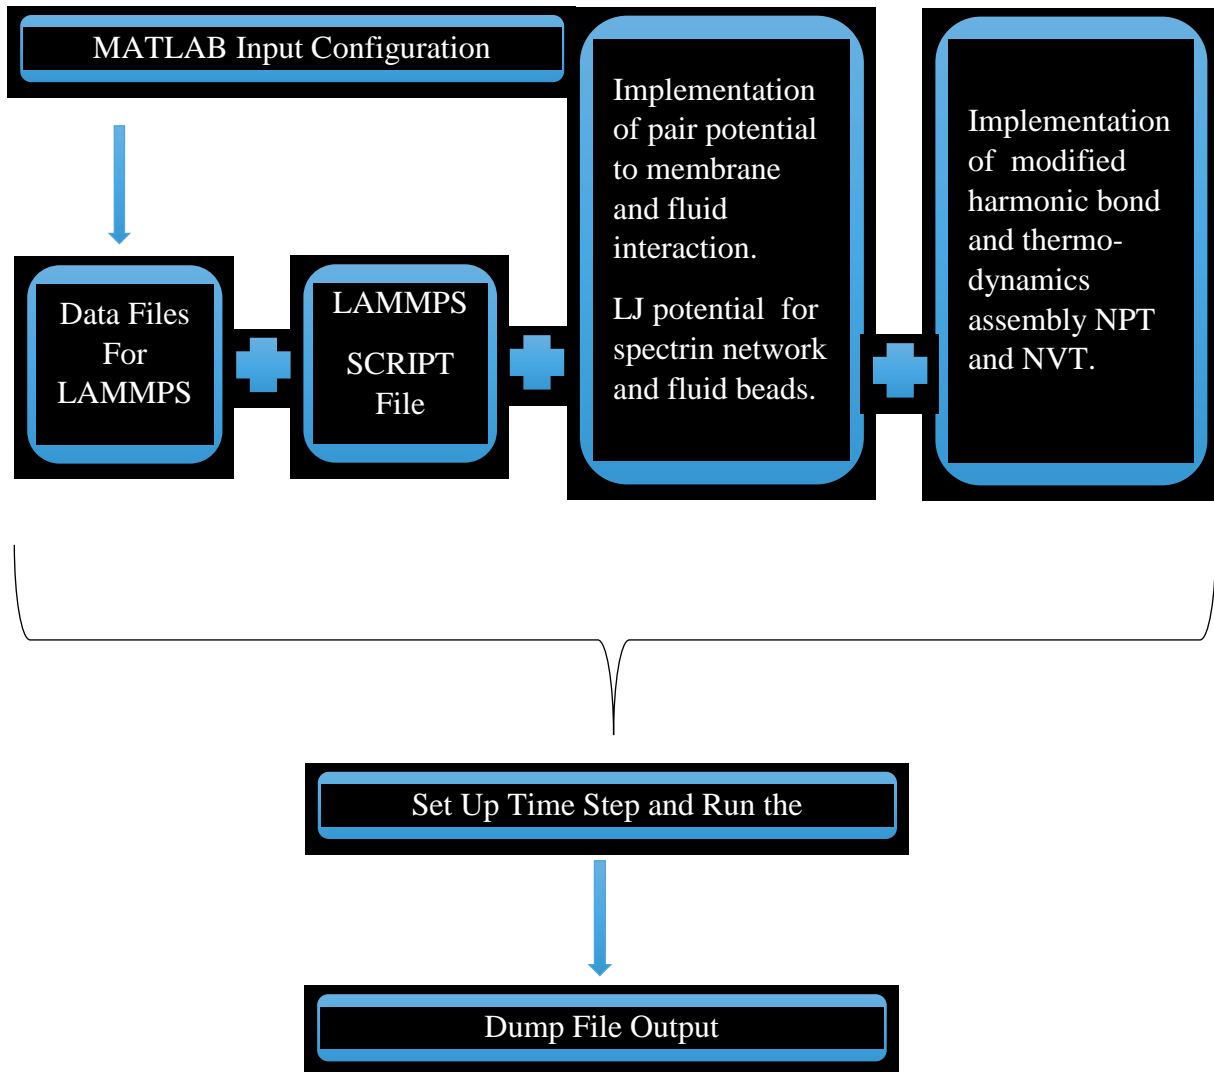 MATLAB Input Configuration
Data Files
For
LAMMPS
LAMMPS
SCRIPT
File
Implementation
of pair potential
to membrane
and fluid
interaction.
LJ potential for
spectrin network
and fluid beads.
Implementation
of modified
harmonic bond
and thermo-
dynamics
assembly NPT
and NVT.
Set Up Time Step and Run the
Dump File Output